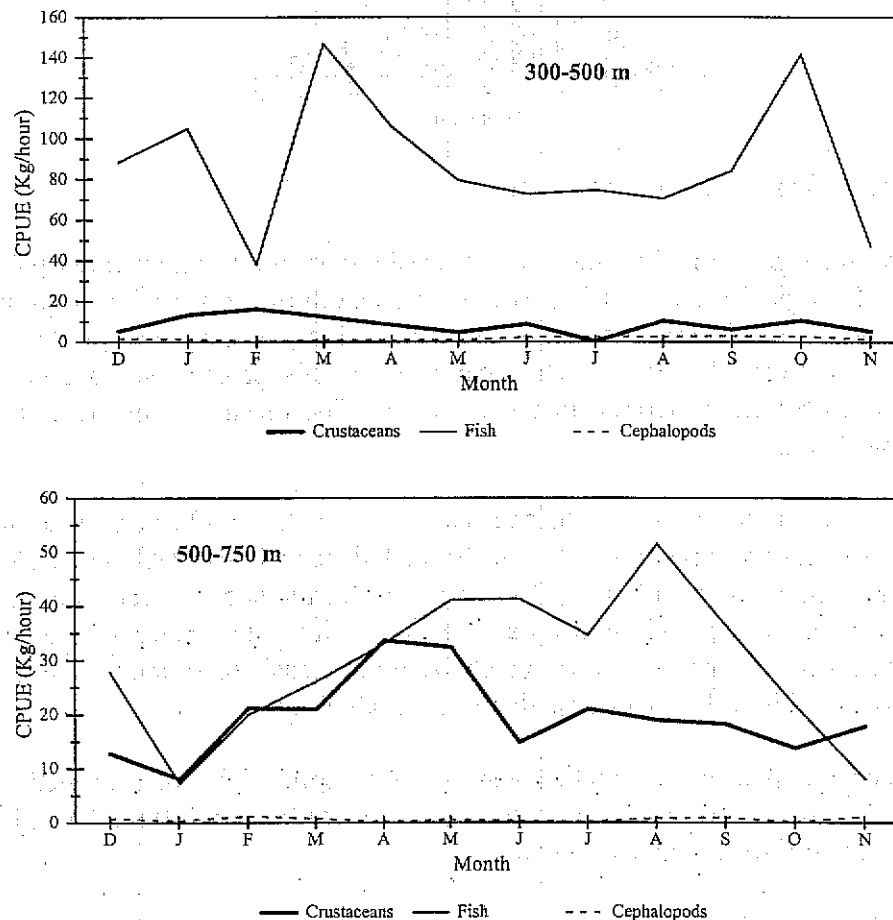 160
140
120
100
80
60
40
20
0
CPUE (Kg/hour)
300-500 m
D J F M A M J J A S O N
Month
Crustaceans Fish Cephalopods
60
50
40
30
20
10
0
CPUE (Kg/hour)
500-750 m
D J F M A M J J A S O N
Month
Crustaceans Fish Cephalopods